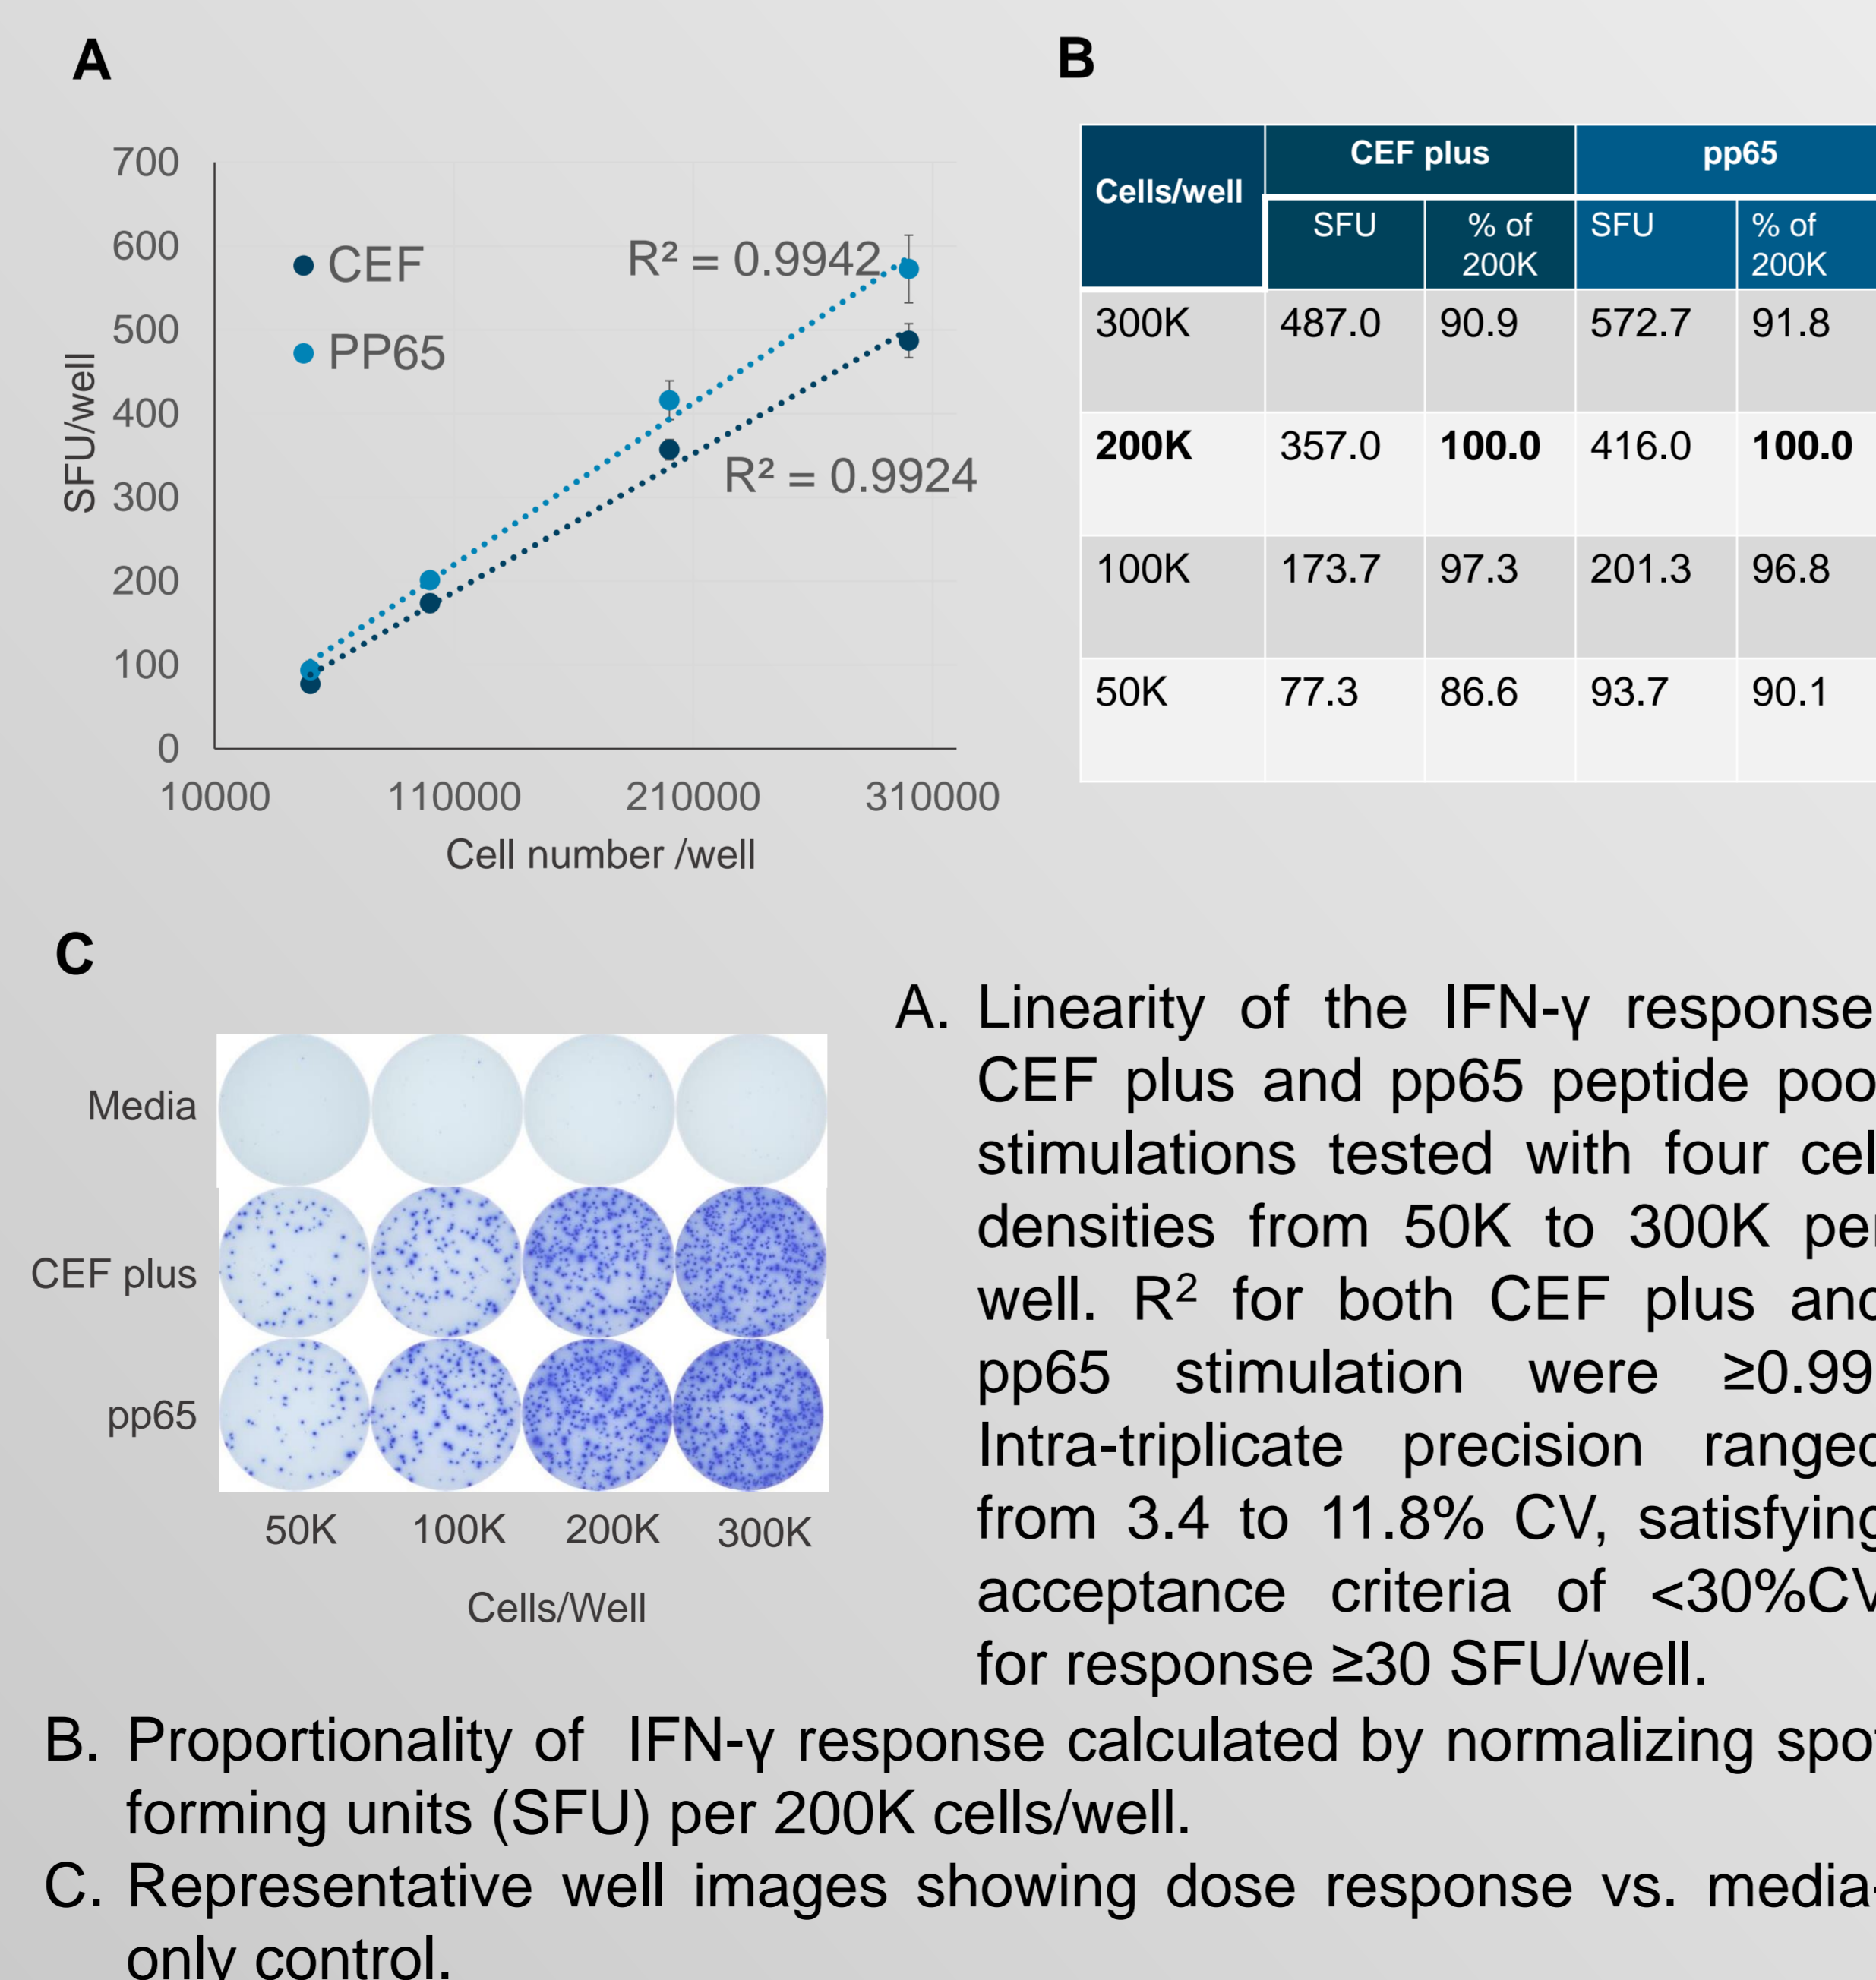 A
700
600
500
400
300
200
100
0
SFU/well
CEF
PP65
R² = 0.9942
R² = 0.9924
10000 110000 210000 310000
Cell number /well
B
Cells/well CEF plus pp65
SFU % of 200K SFU % of 200K
300K 487.0 90.9 572.7 91.8
200K 357.0 100.0 416.0 100.0
100K 173.7 97.3 201.3 96.8
50K 77.3 86.6 93.7 90.1
C
Media
CEF plus
pp65
50K 100K 200K 300K
Cells/Well
A. Linearity of the IFN-γ response
CEF plus and pp65 peptide poo
stimulations tested with four cel
densities from 50K to 300K per
well. R² for both CEF plus and
pp65 stimulation were ≥0.99
Intra-triplicate precision ranged
from 3.4 to 11.8% CV, satisfying
acceptance criteria of <30%CV
for response ≥30 SFU/well.
B. Proportionality of IFN-γ response calculated by normalizing spot
forming units (SFU) per 200K cells/well.
C. Representative well images showing dose response vs. media-
only control.